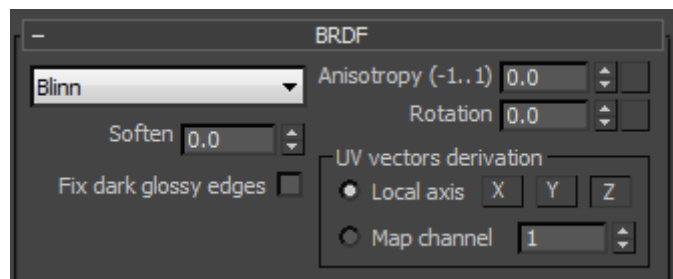 − BRDF
Blinn
Anisotropy (-1..1) 0.0
Rotation 0.0
Soften 0.0
Fix dark glossy edges
UV vectors derivation
Local axis X Y Z
Map channel 1